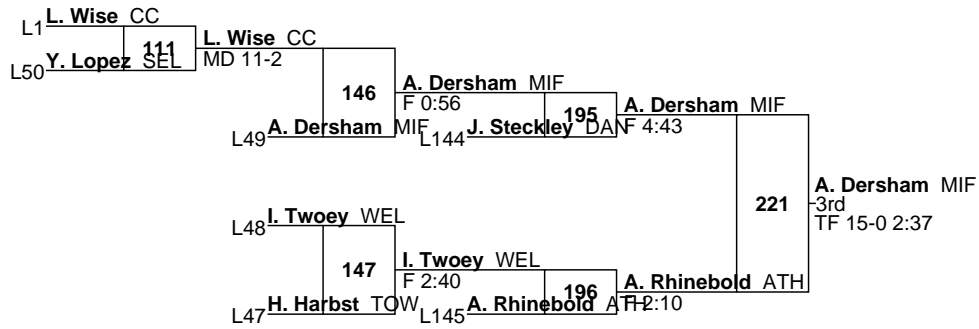 L1 L. Wise CC
111
L50 Y. Lopez SEL
L. Wise CC
MD 11-2
146
L49 A. Dersham MIF
A. Dersham MIF
F 0:56
195
L144 J. Steckley DAN
A. Dersham MIF
F 4:43
221
A. Dersham MIF
3rd
TF 15-0 2:37
L48 I. Twoey WEL
147
L47 H. Harbst TOW
I. Twoey WEL
F 2:40
196
L145 A. Rhinebold ATH
A. Rhinebold ATH
F 2:10